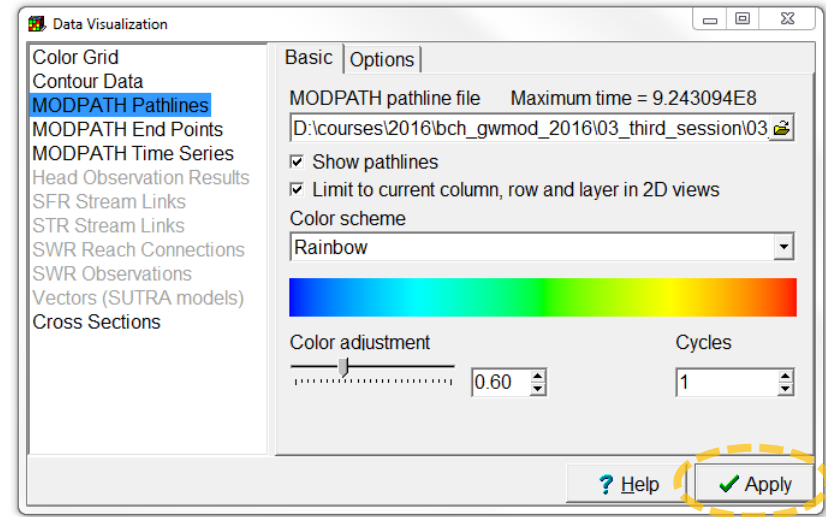 Data Visualization
Color Grid
Contour Data
MODPATH Pathlines
MODPATH End Points
MODPATH Time Series
Head Observation Results
SFR Stream Links
STR Stream Links
SWR Reach Connections
SWR Observations
Vectors (SUTRA models)
Cross Sections
Basic Options
MODPATH pathline file Maximum time = 9.243094E8
D:\courses\2016\bch_gwmod_2016\03_third_session\03_
Show pathlines
Limit to current column, row and layer in 2D views
Color scheme
Rainbow
Color adjustment Cycles
0.60 1
? Help Apply